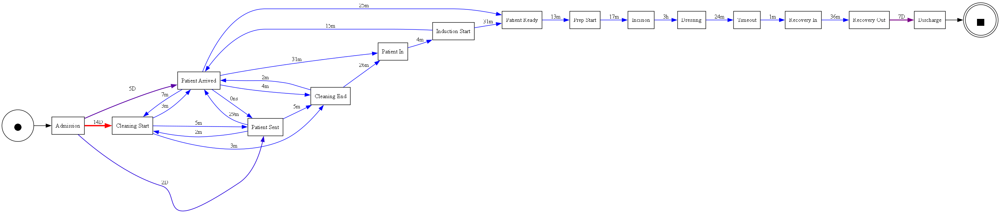 25m
Patient Ready
13m
Prep Start
17m
Incision
3h
Dressing
24m
Timeout
1m
Recovery In
36m
Recovery Out
7D
Discharge
31m
15m
Induction Start
4m
Patient In
31m
26m
Patient Arrived
2m
4m
Cleaning End
5D
7m
3m
0ns
29m
5m
Admission
14D
Cleaning Start
5m
2m
Patient Sent
3m
2D